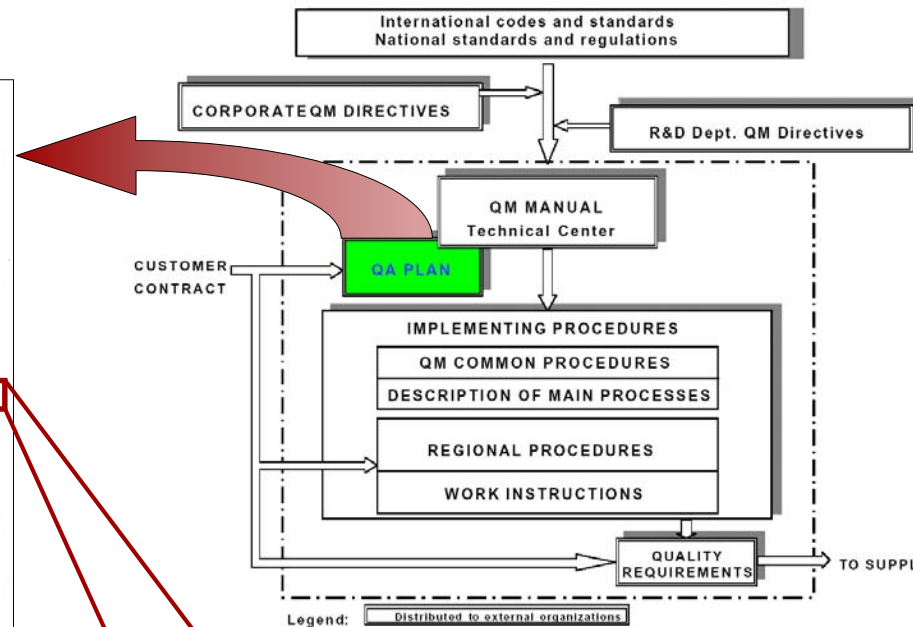 International codes and standards
National standards and regulations
CORPORATEQM DIRECTIVES
R&D Dept. QM Directives
QM MANUAL
Technical Center
QA PLAN
CUSTOMER
CONTRACT
IMPLEMENTING PROCEDURES
QM COMMON PROCEDURES
DESCRIPTION OF MAIN PROCESSES
REGIONAL PROCEDURES
WORK INSTRUCTIONS
QUALITY
REQUIREMENTS
TO SUPPL
Legend: Distributed to external organizations